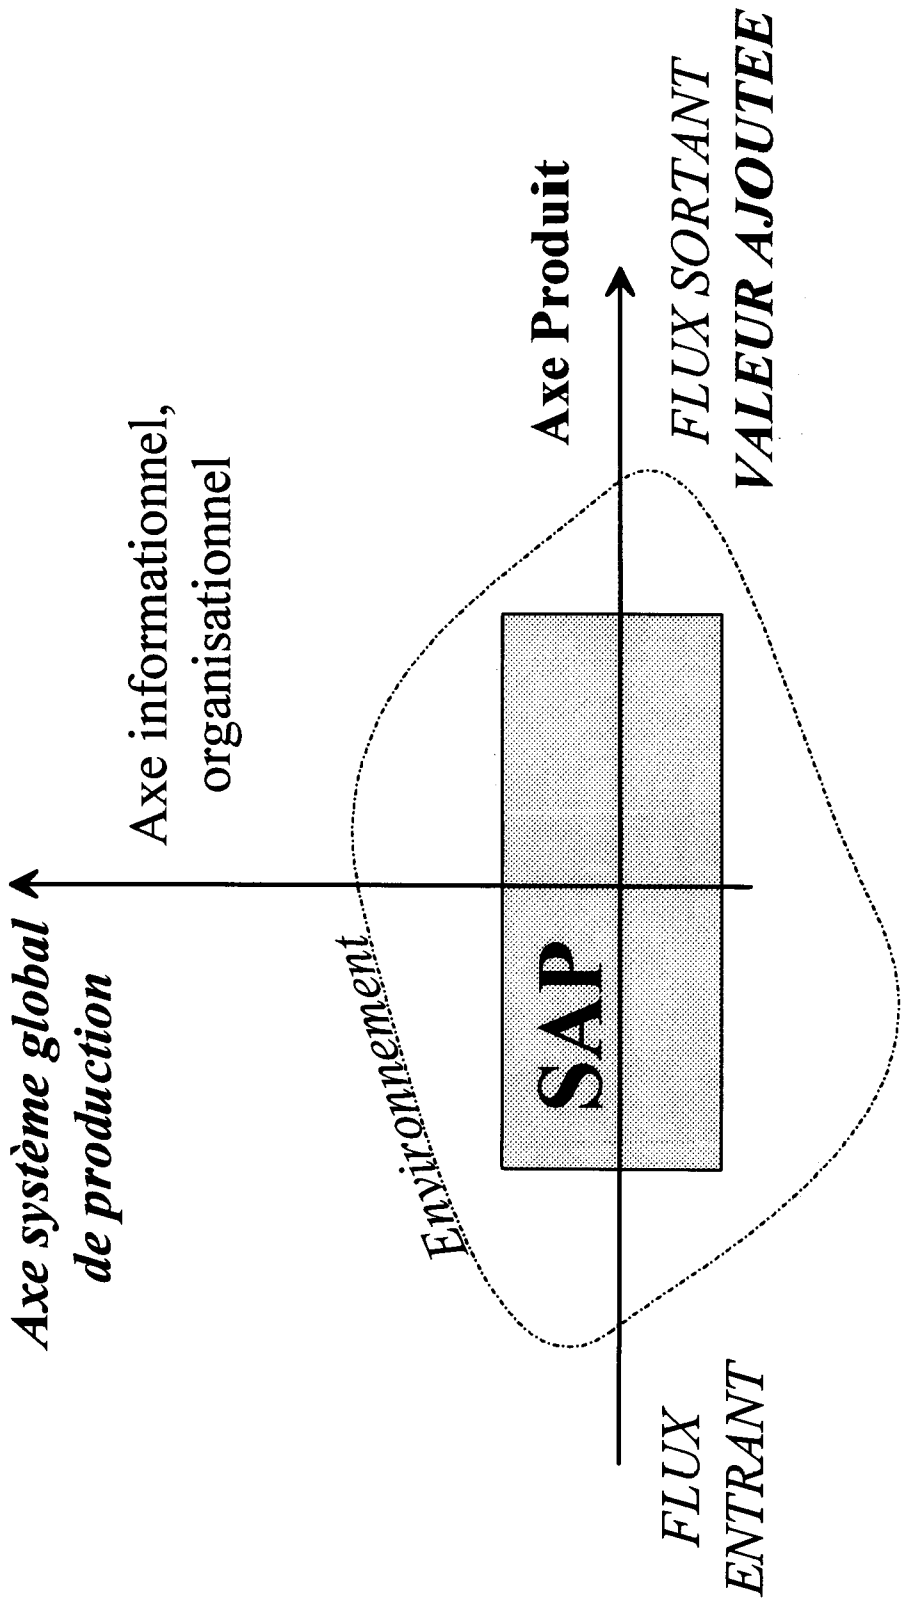 Axe système global
de production
Axe informationnel,
organisationnel
Environnement
SAP
Axe Produit
FLUX
ENTRANT
FLUX SORTANT
VALEUR AJOUTEE